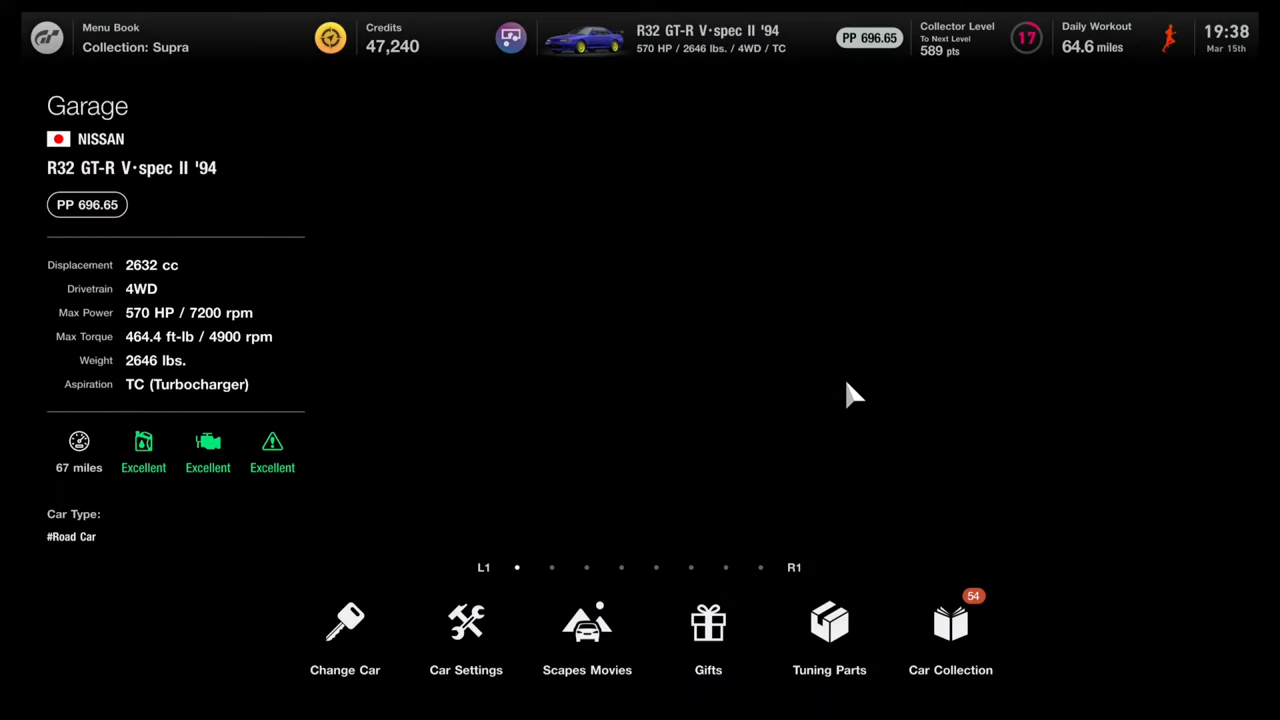 Menu Book
Collection: Supra
Credits
47,240
R32 GT-R V・spec II '94
570 HP / 2646 lbs. / 4WD / TC
PP 696.65
Collector Level
To Next Level
589 pts
17
Daily Workout
64.6 miles
19:38
Mar 15th
Garage
NISSAN
R32 GT-R V・spec II '94
PP 696.65
Displacement 2632 cc
Drivetrain 4WD
Max Power 570 HP / 7200 rpm
Max Torque 464.4 ft-lb / 4900 rpm
Weight 2646 lbs.
Aspiration TC (Turbocharger)
67 miles Excellent Excellent Excellent
Car Type:
#Road Car
L1 R1
54
Change Car Car Settings Scapes Movies Gifts Tuning Parts Car Collection